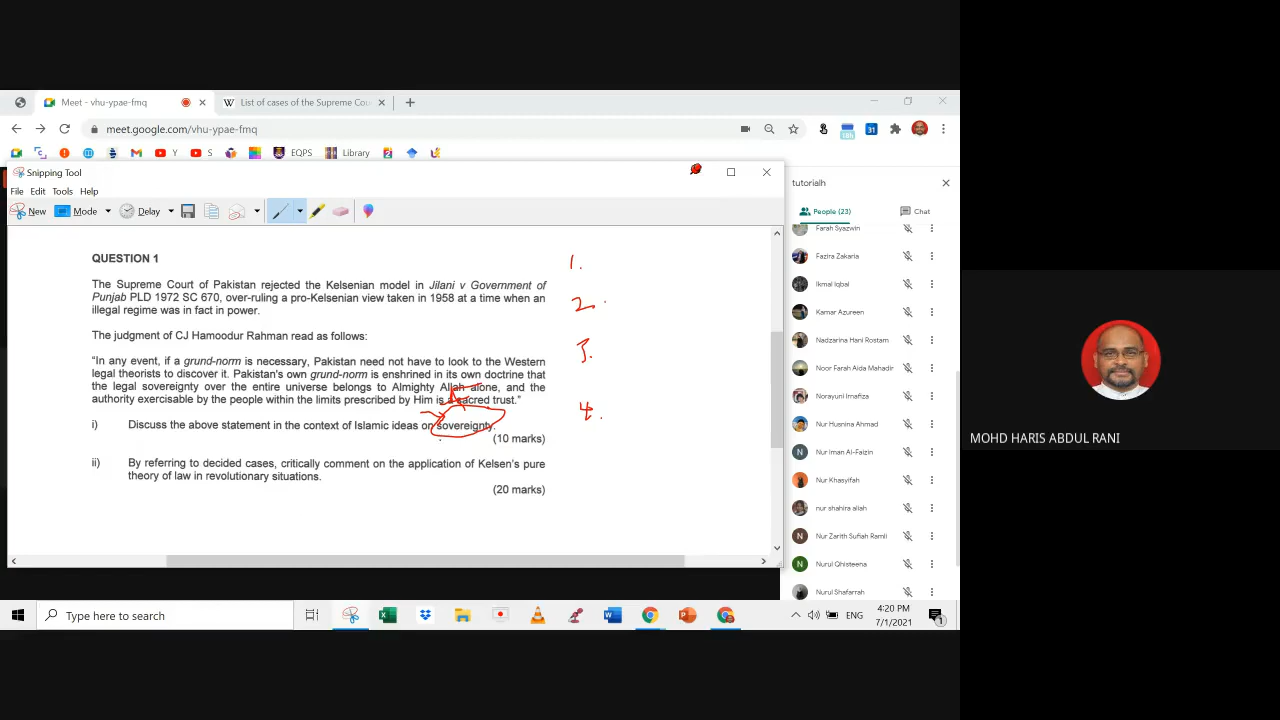 Meet - vhu-ypae-fmq
List of cases of the Supreme Cou
meet.google.com/vhu-ypae-fmq
Y S EQPS Library
Snipping Tool
File Edit Tools Help
New Mode Delay
QUESTION 1
The Supreme Court of Pakistan rejected the Kelsenian model in Jilani v Government of
Punjab PLD 1972 SC 670, over-ruling a pro-Kelsenian view taken in 1958 at a time when an
illegal regime was in fact in power.
The judgment of CJ Hamoodur Rahman read as follows:
“In any event, if a grund-norm is necessary, Pakistan need not have to look to the Western
legal theorists to discover it. Pakistan's own grund-norm is enshrined in its own doctrine that
the legal sovereignty over the entire universe belongs to Almighty Allah alone, and the
authority exercisable by the people within the limits prescribed by Him is a sacred trust.”
i) Discuss the above statement in the context of Islamic ideas on sovereignty.
(10 marks)
ii) By referring to decided cases, critically comment on the application of Kelsen's pure
theory of law in revolutionary situations.
(20 marks)
1.
2.
3.
4.
tutorialh
People (23) Chat
Farah Syazwin
Fazira Zakaria
Ikmal Iqbal
Kamar Azureen
Nadzarina Hani Rostam
Noor Farah Aida Mahadir
Norayuni Irnafiza
Nur Husnina Ahmad
N Nur Iman Al-Faizin
Nur Khasyifah
nur shahira aliah
N Nur Zarith Sufiah Ramli
N Nurul Qhisteena
Nurul Shafarrah
MOHD HARIS ABDUL RANI
Type here to search
ENG
4:20 PM
7/1/2021